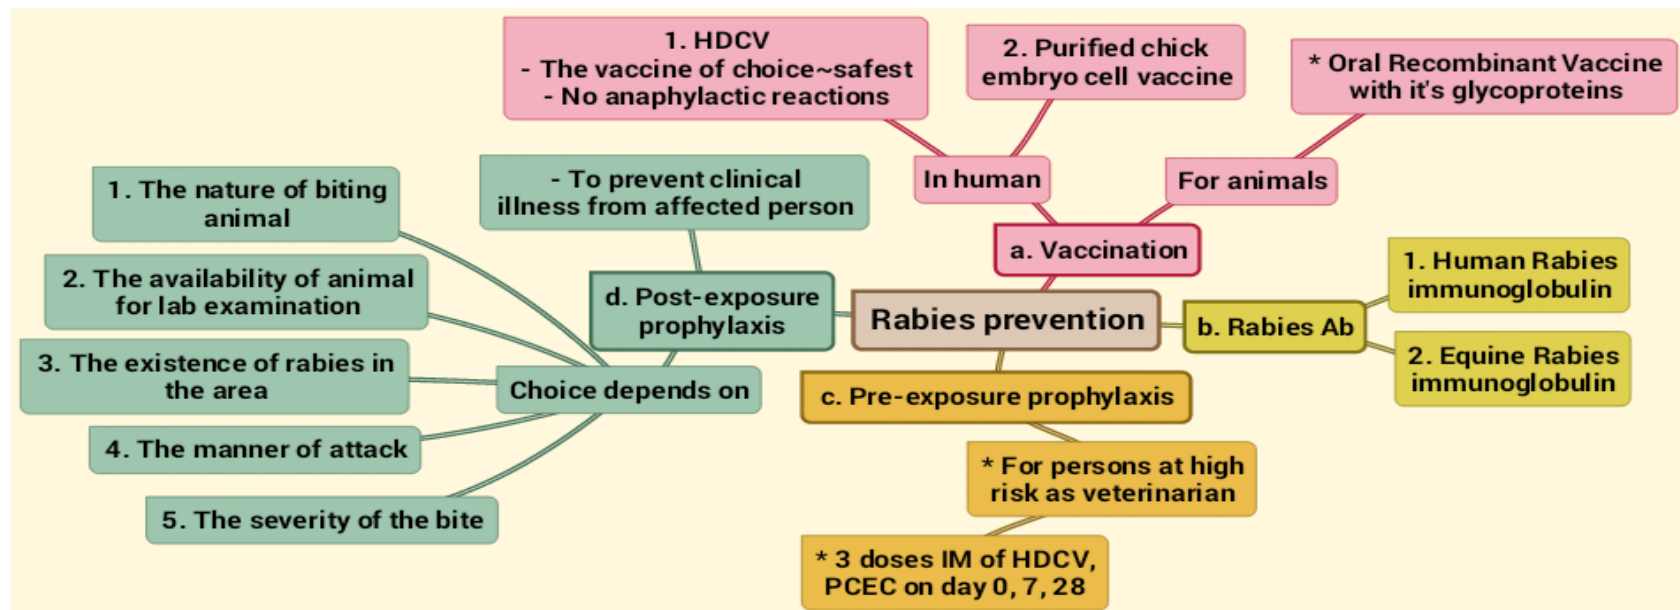 Rabies prevention
a. Vaccination
In human
1. HDCV
- The vaccine of choice~safest
- No anaphylactic reactions
2. Purified chick
embryo cell vaccine
For animals
* Oral Recombinant Vaccine
with it's glycoproteins
b. Rabies Ab
1. Human Rabies
immunoglobulin
2. Equine Rabies
immunoglobulin
c. Pre-exposure prophylaxis
* For persons at high
risk as veterinarian
* 3 doses IM of HDCV,
PCEC on day 0, 7, 28
d. Post-exposure
prophylaxis
- To prevent clinical
illness from affected person
Choice depends on
1. The nature of biting
animal
2. The availability of animal
for lab examination
3. The existence of rabies in
the area
4. The manner of attack
5. The severity of the bite